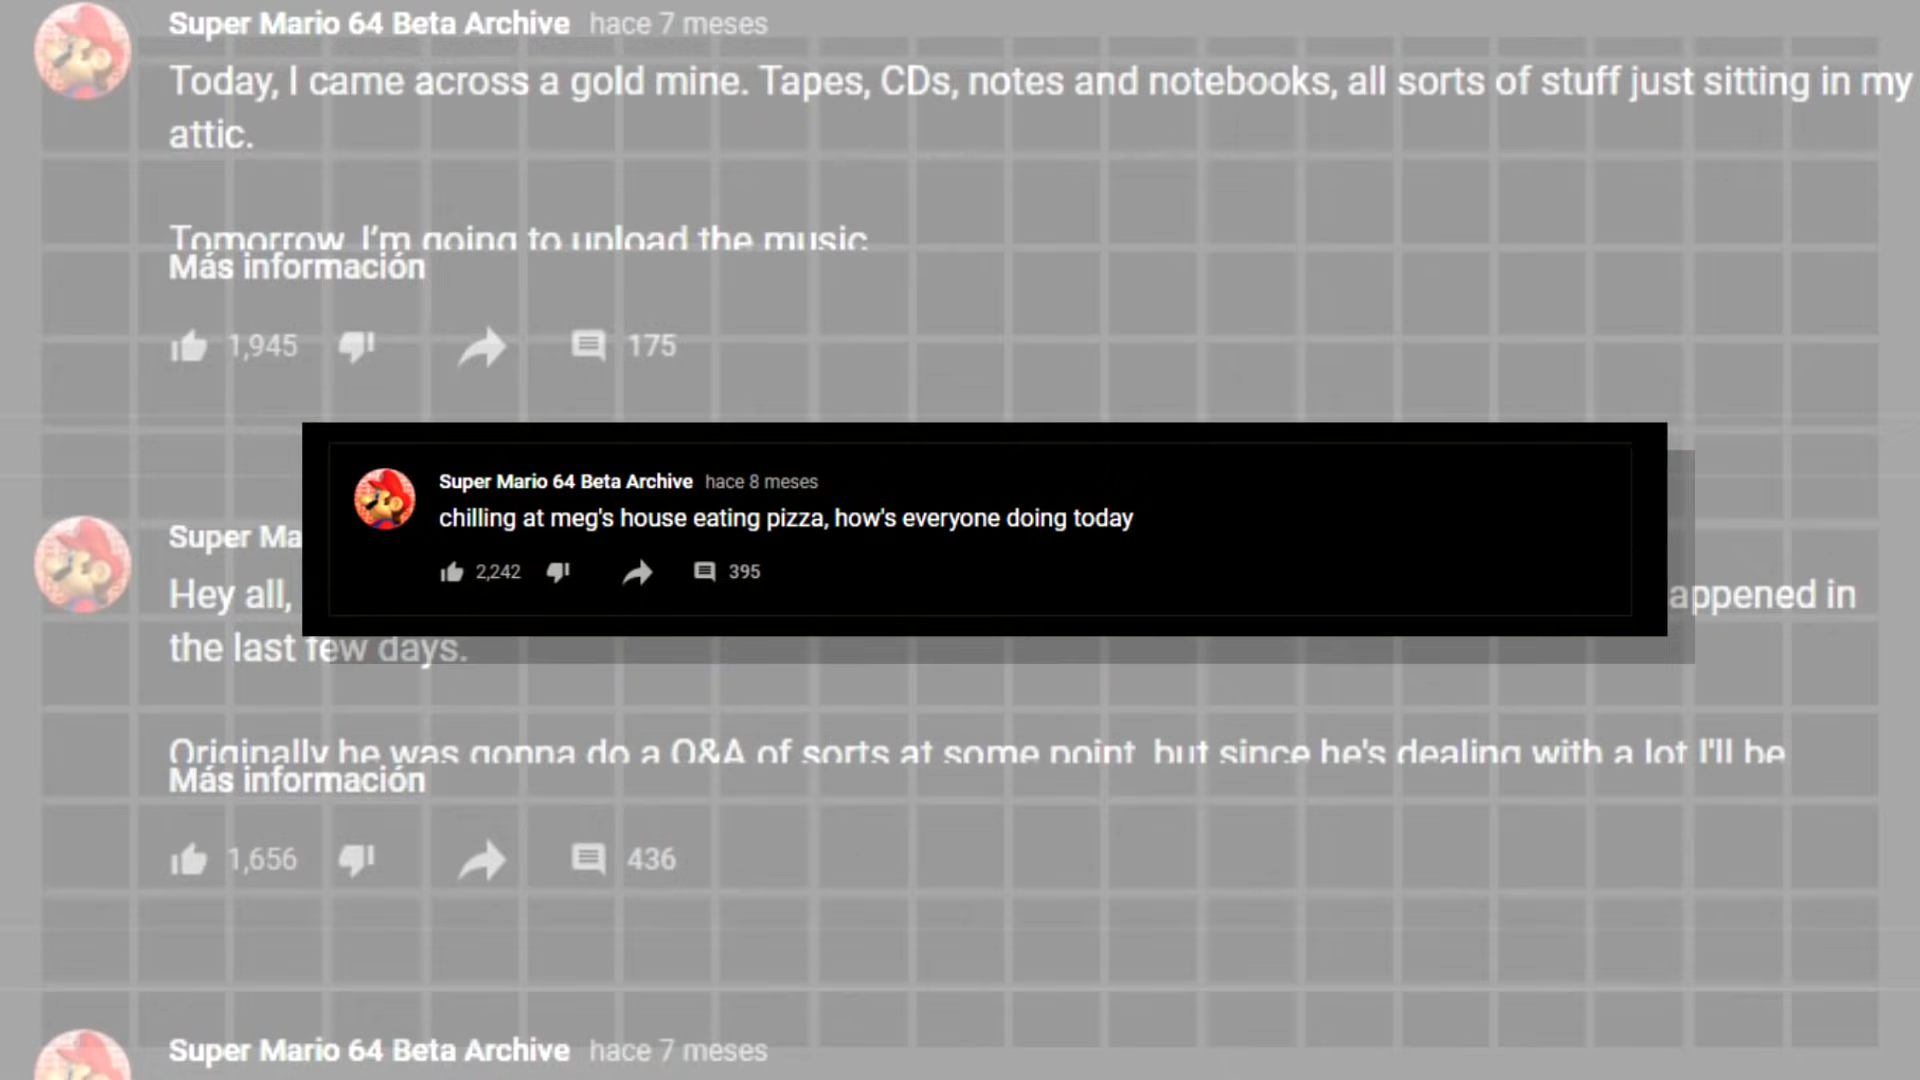 Super Mario 64 Beta Archive hace 7 meses
Today, I came across a gold mine. Tapes, CDs, notes and notebooks, all sorts of stuff just sitting in my
attic.
Tomorrow, I'm going to upload the music
Más información
1,945 175
Super Mario 64 Beta Archive hace 8 meses
chilling at meg's house eating pizza, how's everyone doing today
2,242 395
Super Ma
Hey all, appened in
the last few days.
Originally he was gonna do a Q&A of sorts at some point, but since he's dealing with a lot I'll be
Más información
1,656 436
Super Mario 64 Beta Archive hace 7 meses